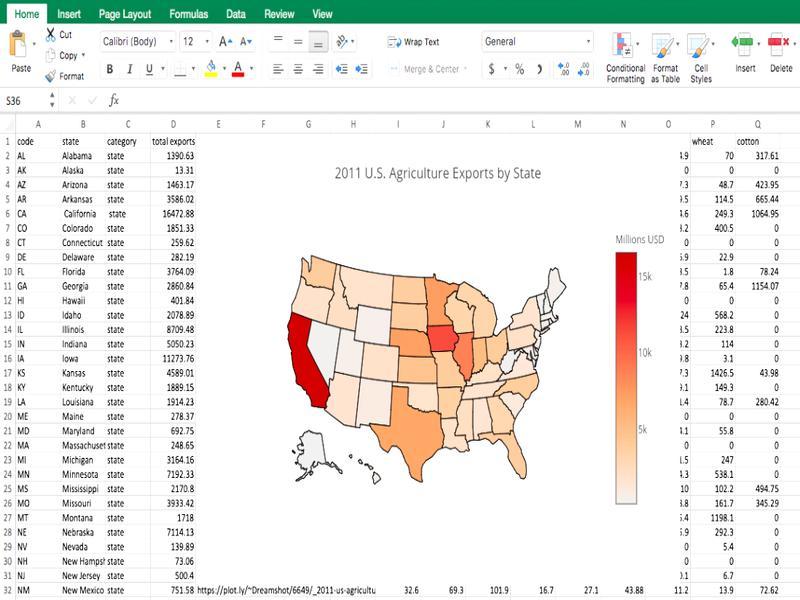 Home Insert Page Layout Formulas Data Review View
Cut
Calibri (Body) 12 A A Wrap Text General
Copy
Paste Format B I U A Merge & Center $ % Conditional Formatting Format as Table Cell Styles Insert Delete
S36 fx
A B C D E F G H I J K L M N O P Q
1 code state category total exports wheat cotton
2 AL Alabama state 1390.63 4.9 70 317.61
3 AK Alaska state 13.31 0 0 0
4 AZ Arizona state 1463.17 7.3 48.7 423.95
5 AR Arkansas state 3586.02 9.5 114.5 665.44
6 CA California state 16472.88 4.6 249.3 1064.95
7 CO Colorado state 1851.33 3.2 400.5 0
8 CT Connecticut state 259.62 0 0 0
9 DE Delaware state 282.19 5.9 22.9 0
10 FL Florida state 3764.09 3.5 1.8 78.24
11 GA Georgia state 2860.84 7.8 65.4 1154.07
12 HI Hawaii state 401.84 0 0 0
13 ID Idaho state 2078.89 24 568.2 0
14 IL Illinois state 8709.48 3.5 223.8 0
15 IN Indiana state 5050.23 3.2 114 0
16 IA Iowa state 11273.76 9.8 3.1 0
17 KS Kansas state 4589.01 7.3 1426.5 43.98
18 KY Kentucky state 1889.15 9.1 149.3 0
19 LA Louisiana state 1914.23 1.4 78.7 280.42
20 ME Maine state 278.37 0 0 0
21 MD Maryland state 692.75 4.1 55.8 0
22 MA Massachuset state 248.65 0 0 0
23 MI Michigan state 3164.16 1.5 247 0
24 MN Minnesota state 7192.33 4.3 538.1 0
25 MS Mississippi state 2170.8 10 102.2 494.75
26 MO Missouri state 3933.42 3.8 161.7 345.29
27 MT Montana state 1718 5.4 1198.1 0
28 NE Nebraska state 7114.13 5.9 292.3 0
29 NV Nevada state 139.89 0 5.4 0
30 NH New Hampsh state 73.06 0 0 0
31 NJ New Jersey state 500.4 0.1 6.7 0
32 NM New Mexico state 751.58 https://plot.ly/~Dreamshot/6649/_2011-us-agricultu 32.6 69.3 101.9 16.7 27.1 43.88 11.2 13.9 72.62
2011 U.S. Agriculture Exports by State
Millions USD
15k
10k
5k